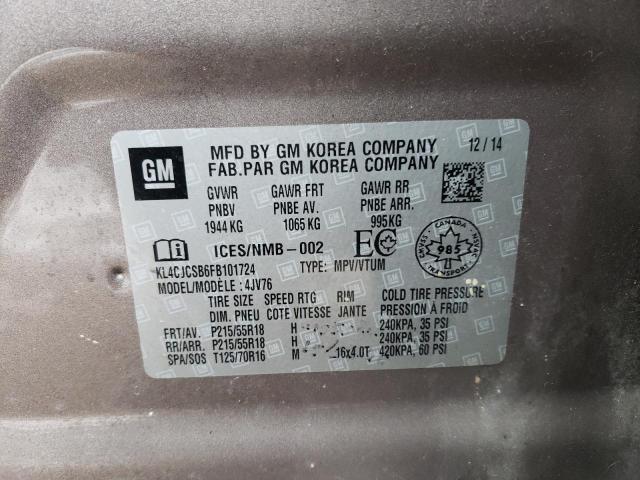 GM
MFD BY GM KOREA COMPANY 12/14
FAB.PAR GM KOREA COMPANY
GVWR GAWR FRT GAWR RR
PNBV PNBE AV. PNBE ARR.
1944 KG 1065 KG 995KG
ICES/NMB-002 EC
CANADA
985
TRANSPORT
KL4CJCSB6FB101724 TYPE: MPV/VTUM
MODEL/MODÈLE: 4JV76
TIRE SIZE SPEED RTG RIM COLD TIRE PRESSURE
DIM. PNEU COTE VITESSE JANTE PRESSION À FROID
FRT/AV. P215/55R18 H 240KPA, 35 PSI
RR/ARR. P215/55R18 H 240KPA, 35 PSI
SPA/SOS T125/70R16 M 16x4.0T 420KPA, 60 PSI